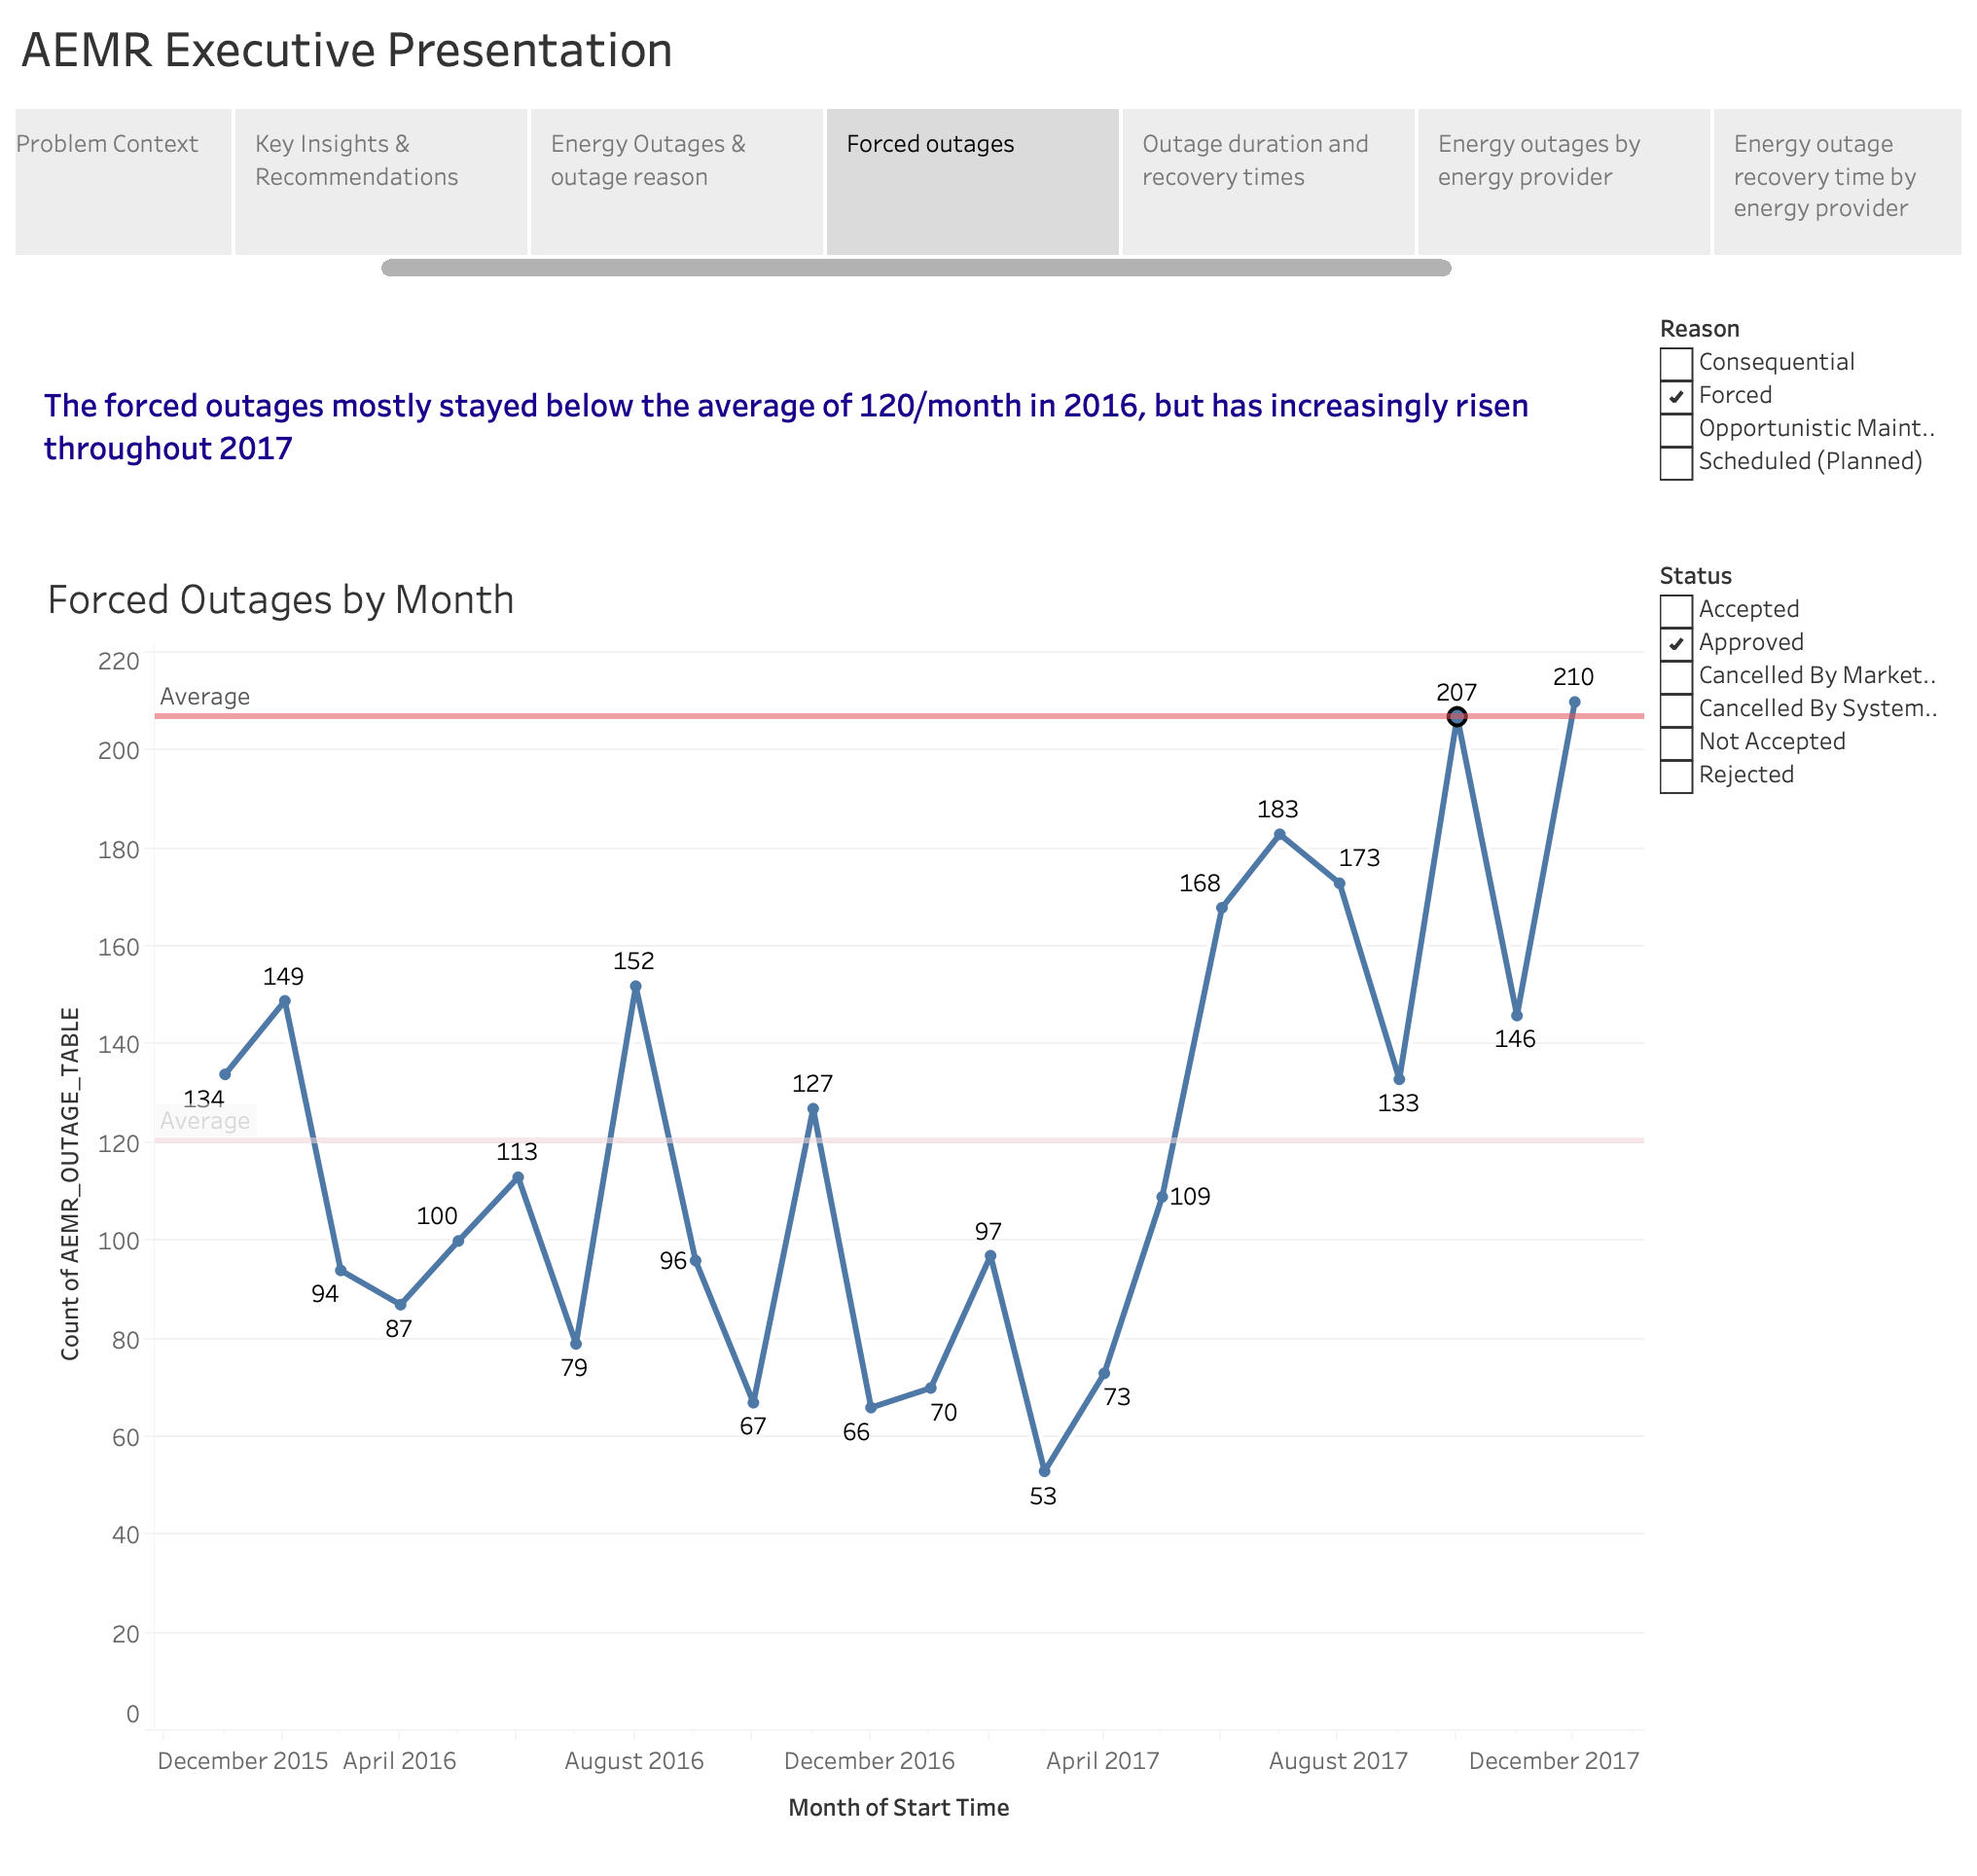 AEMR Executive Presentation
Problem Context
Key Insights &
Recommendations
Energy Outages &
outage reason
Forced outages
Outage duration and
recovery times
Energy outages by
energy provider
Energy outage
recovery time by
energy provider
The forced outages mostly stayed below the average of 120/month in 2016, but has increasingly risen
throughout 2017
Reason
Consequential
Forced
Opportunistic Maint..
Scheduled (Planned)
Status
Accepted
Approved
Cancelled By Market..
Cancelled By System..
Not Accepted
Rejected
Forced Outages by Month
Count of AEMR_OUTAGE_TABLE
220
200
180
160
140
120
100
80
60
40
20
0
Average
Average
134
149
94
87
100
113
79
152
96
67
127
66
70
97
53
73
109
168
183
173
133
207
146
210
December 2015
April 2016
August 2016
December 2016
April 2017
August 2017
December 2017
Month of Start Time